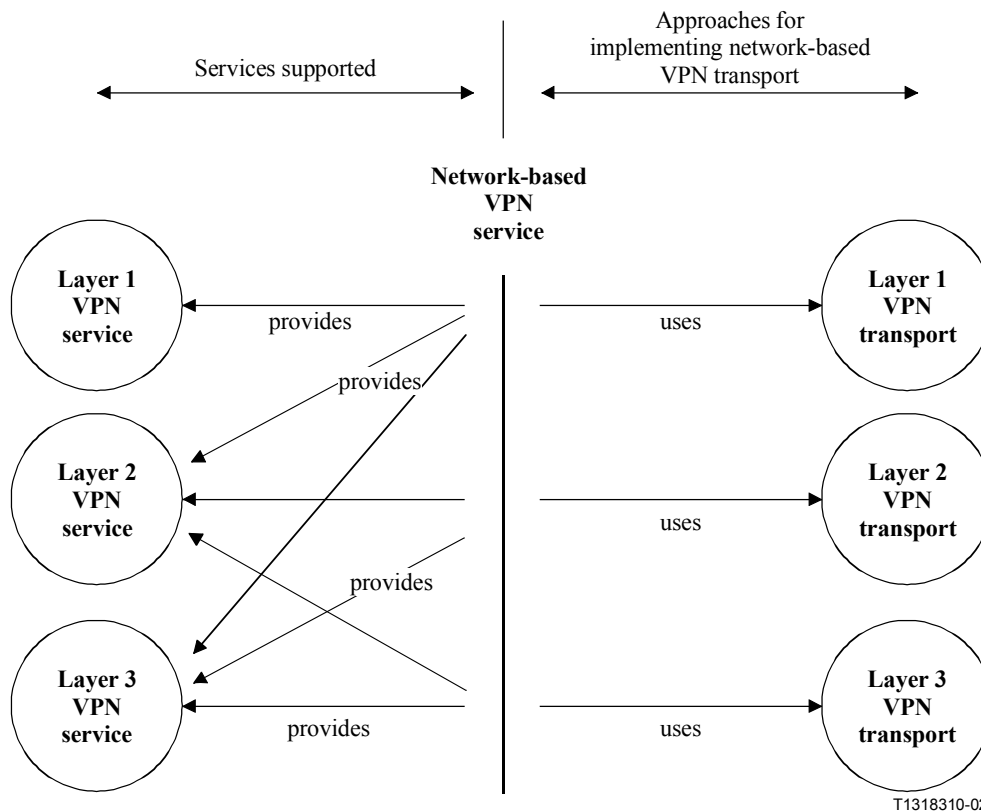 Services supported
Approaches for
implementing network-based
VPN transport
Network-based
VPN
service
Layer 1
VPN
service
provides
uses
Layer 1
VPN
transport
provides
Layer 2
VPN
service
uses
Layer 2
VPN
transport
provides
Layer 3
VPN
service
provides
uses
Layer 3
VPN
transport
T1318310-02